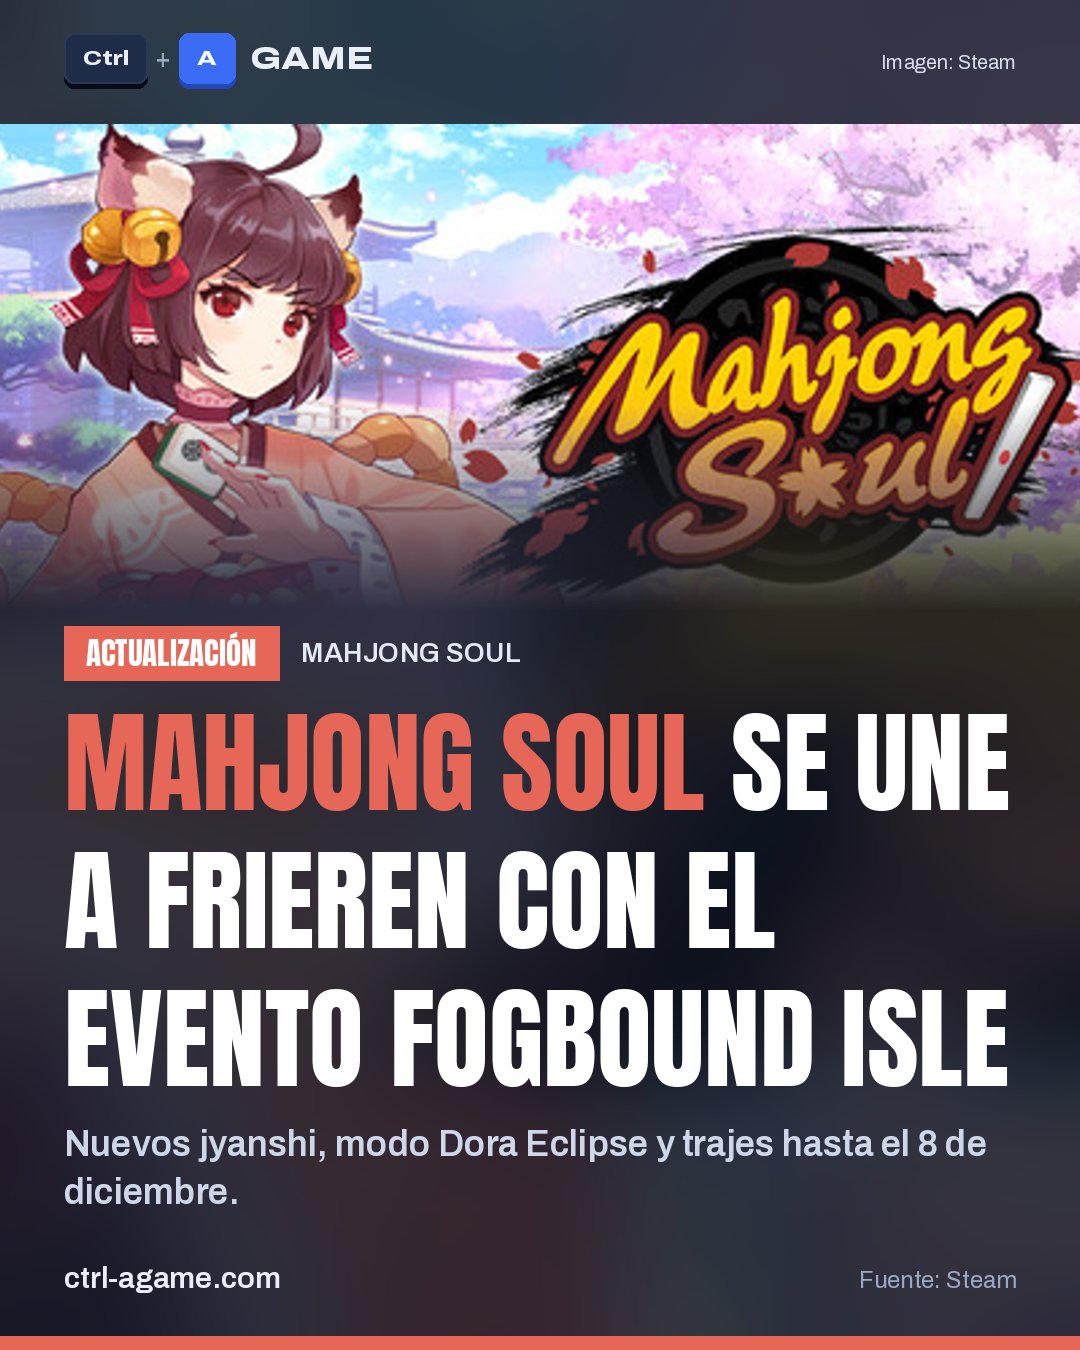 Ctrl + A GAME
Imagen: Steam
Mahjong
Soul
ACTUALIZACIÓN MAHJONG SOUL
MAHJONG SOUL SE UNE
A FRIEREN CON EL
EVENTO FOGBOUND ISLE
Nuevos jyanshi, modo Dora Eclipse y trajes hasta el 8 de
diciembre.
ctrl-agame.com
Fuente: Steam